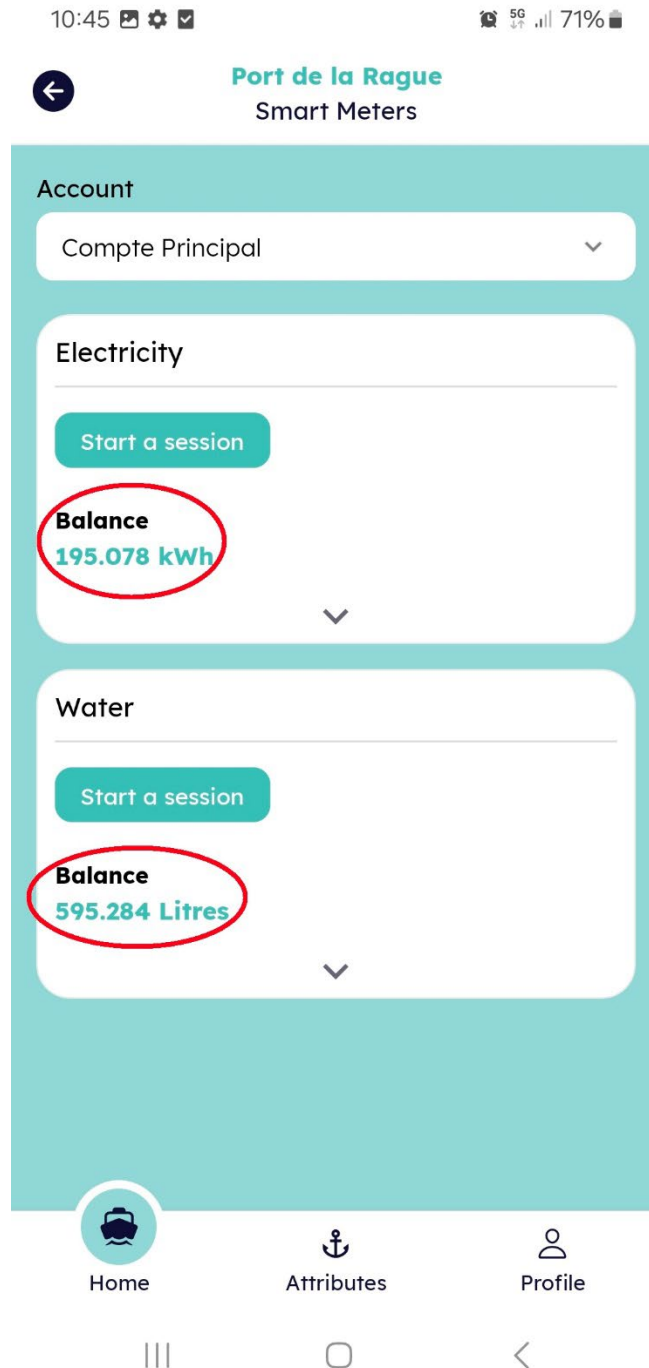 10:45 5G 71%
Port de la Rague
Smart Meters
Account
Compte Principal
Electricity
Start a session
Balance
195.078 kWh
Water
Start a session
Balance
595.284 Litres
Home Attributes Profile